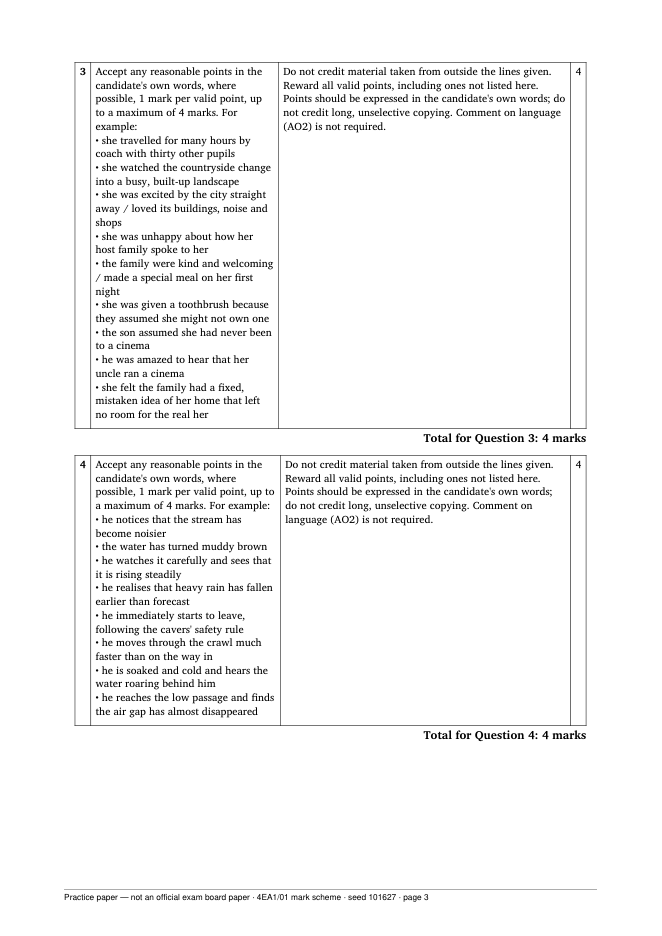 3
Accept any reasonable points in the
candidate's own words, where
possible, 1 mark per valid point, up
to a maximum of 4 marks. For
example:
• she travelled for many hours by
coach with thirty other pupils
• she watched the countryside change
into a busy, built-up landscape
• she was excited by the city straight
away / loved its buildings, noise and
shops
• she was unhappy about how her
host family spoke to her
• the family were kind and welcoming
/ made a special meal on her first
night
• she was given a toothbrush because
they assumed she might not own one
• the son assumed she had never been
to a cinema
• he was amazed to hear that her
uncle ran a cinema
• she felt the family had a fixed,
mistaken idea of her home that left
no room for the real her
Do not credit material taken from outside the lines given.
Reward all valid points, including ones not listed here.
Points should be expressed in the candidate's own words; do
not credit long, unselective copying. Comment on language
(AO2) is not required.
4
Total for Question 3: 4 marks
4
Accept any reasonable points in the
candidate's own words, where
possible, 1 mark per valid point, up to
a maximum of 4 marks. For example:
• he notices that the stream has
become noisier
• the water has turned muddy brown
• he watches it carefully and sees that
it is rising steadily
• he realises that heavy rain has fallen
earlier than forecast
• he immediately starts to leave,
following the cavers' safety rule
• he moves through the crawl much
faster than on the way in
• he is soaked and cold and hears the
water roaring behind him
• he reaches the low passage and finds
the air gap has almost disappeared
Do not credit material taken from outside the lines given.
Reward all valid points, including ones not listed here.
Points should be expressed in the candidate's own words;
do not credit long, unselective copying. Comment on
language (AO2) is not required.
4
Total for Question 4: 4 marks
Practice paper — not an official exam board paper · 4EA1/01 mark scheme · seed 101627 · page 3